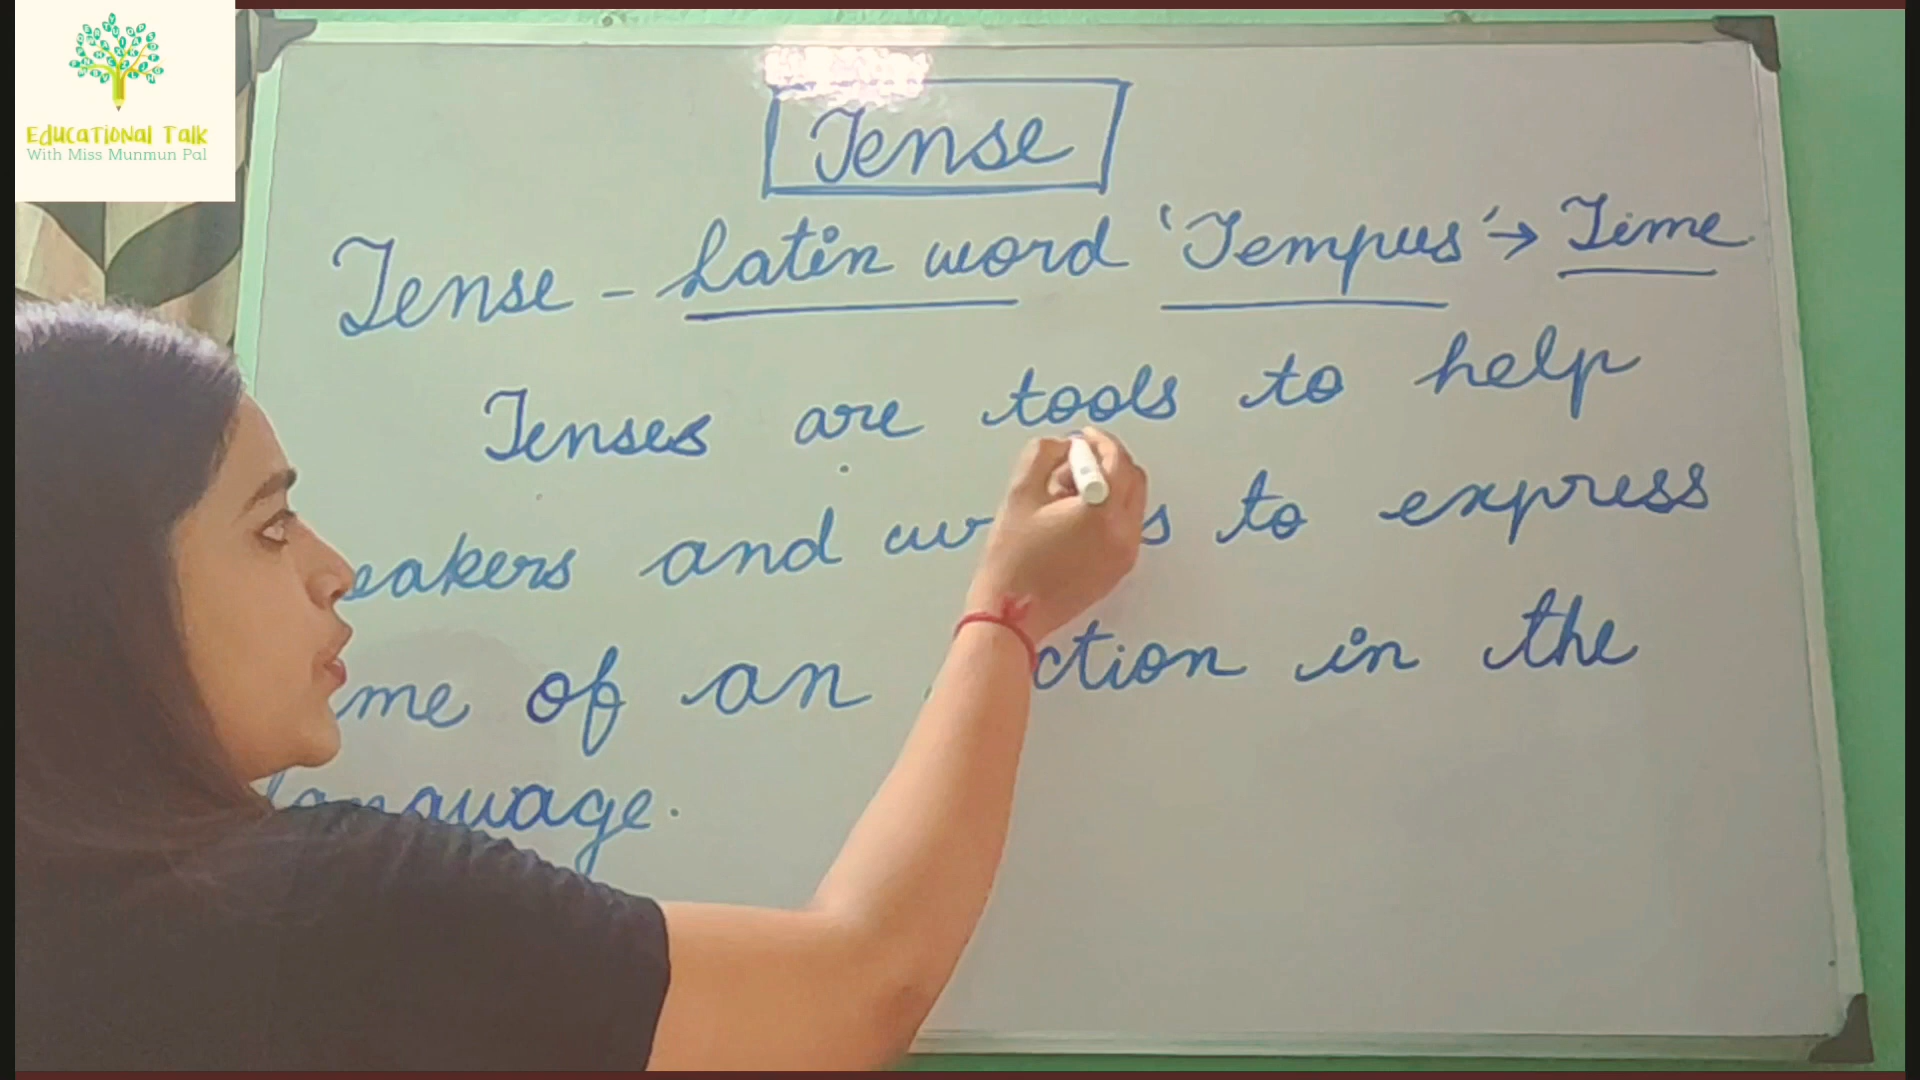 Educational Talk
With Miss Munmun Pal
Tense
Tense - Latin word 'Tempus' → Time
Tenses are tools to help
and to express
of an in the
language.